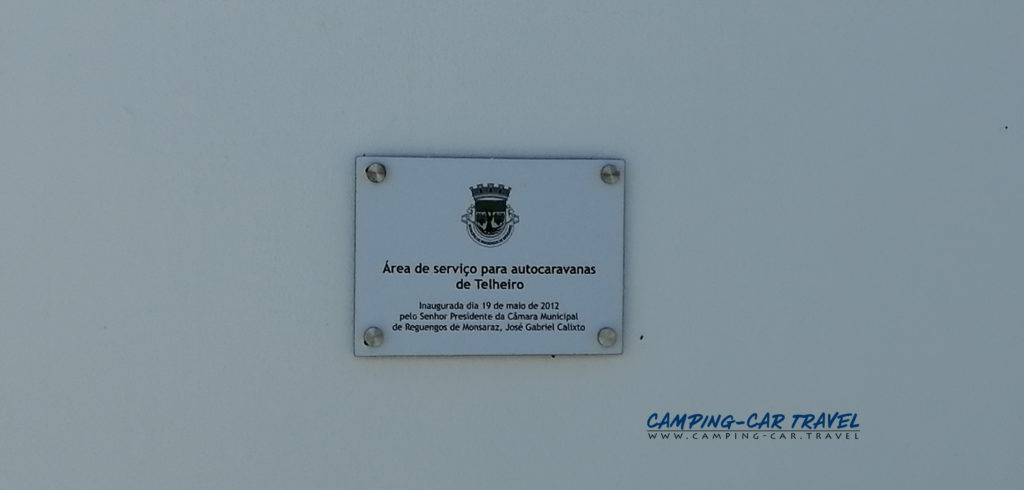 Área de serviço para autocaravanas
de Telheiro
Inaugurada dia 19 de maio de 2012
pelo Senhor Presidente da Câmara Municipal
de Reguengos de Monsaraz, José Gabriel Calixto
CAMPING-CAR TRAVEL
WWW.CAMPING-CAR.TRAVEL